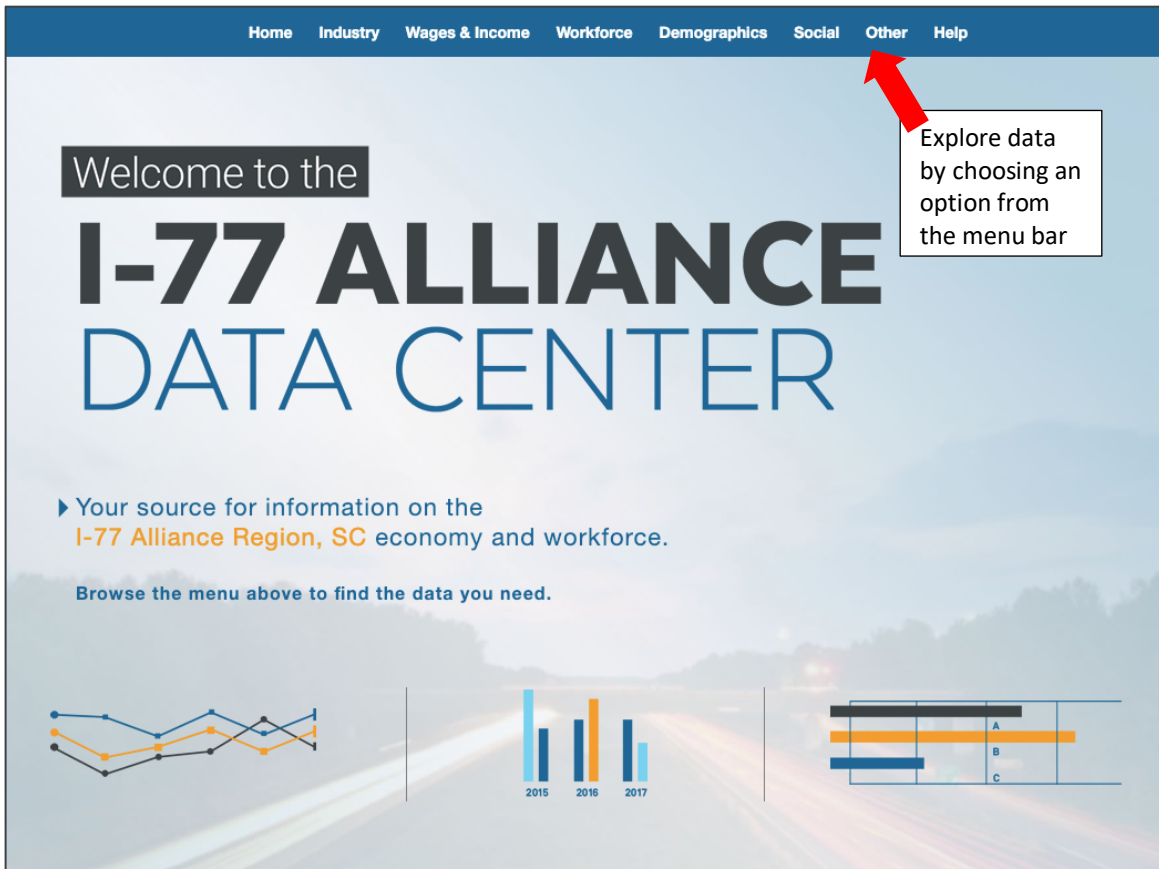 Home Industry Wages & Income Workforce Demographics Social Other Help
Explore data
by choosing an
option from
the menu bar
Welcome to the
I-77 ALLIANCE
DATA CENTER
Your source for information on the
I-77 Alliance Region, SC economy and workforce.
Browse the menu above to find the data you need.
2015 2016 2017
A
B
C